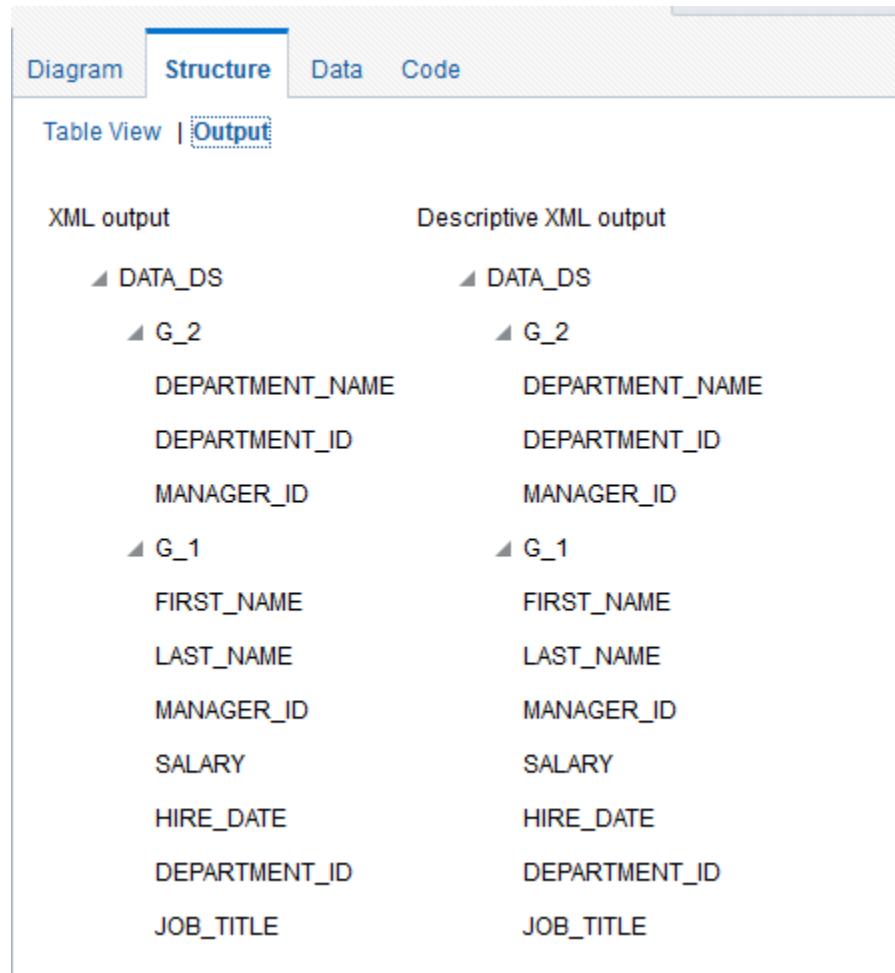 Diagram Structure Data Code
Table View | Output
XML output Descriptive XML output
DATA_DS DATA_DS
G_2 G_2
DEPARTMENT_NAME DEPARTMENT_NAME
DEPARTMENT_ID DEPARTMENT_ID
MANAGER_ID MANAGER_ID
G_1 G_1
FIRST_NAME FIRST_NAME
LAST_NAME LAST_NAME
MANAGER_ID MANAGER_ID
SALARY SALARY
HIRE_DATE HIRE_DATE
DEPARTMENT_ID DEPARTMENT_ID
JOB_TITLE JOB_TITLE